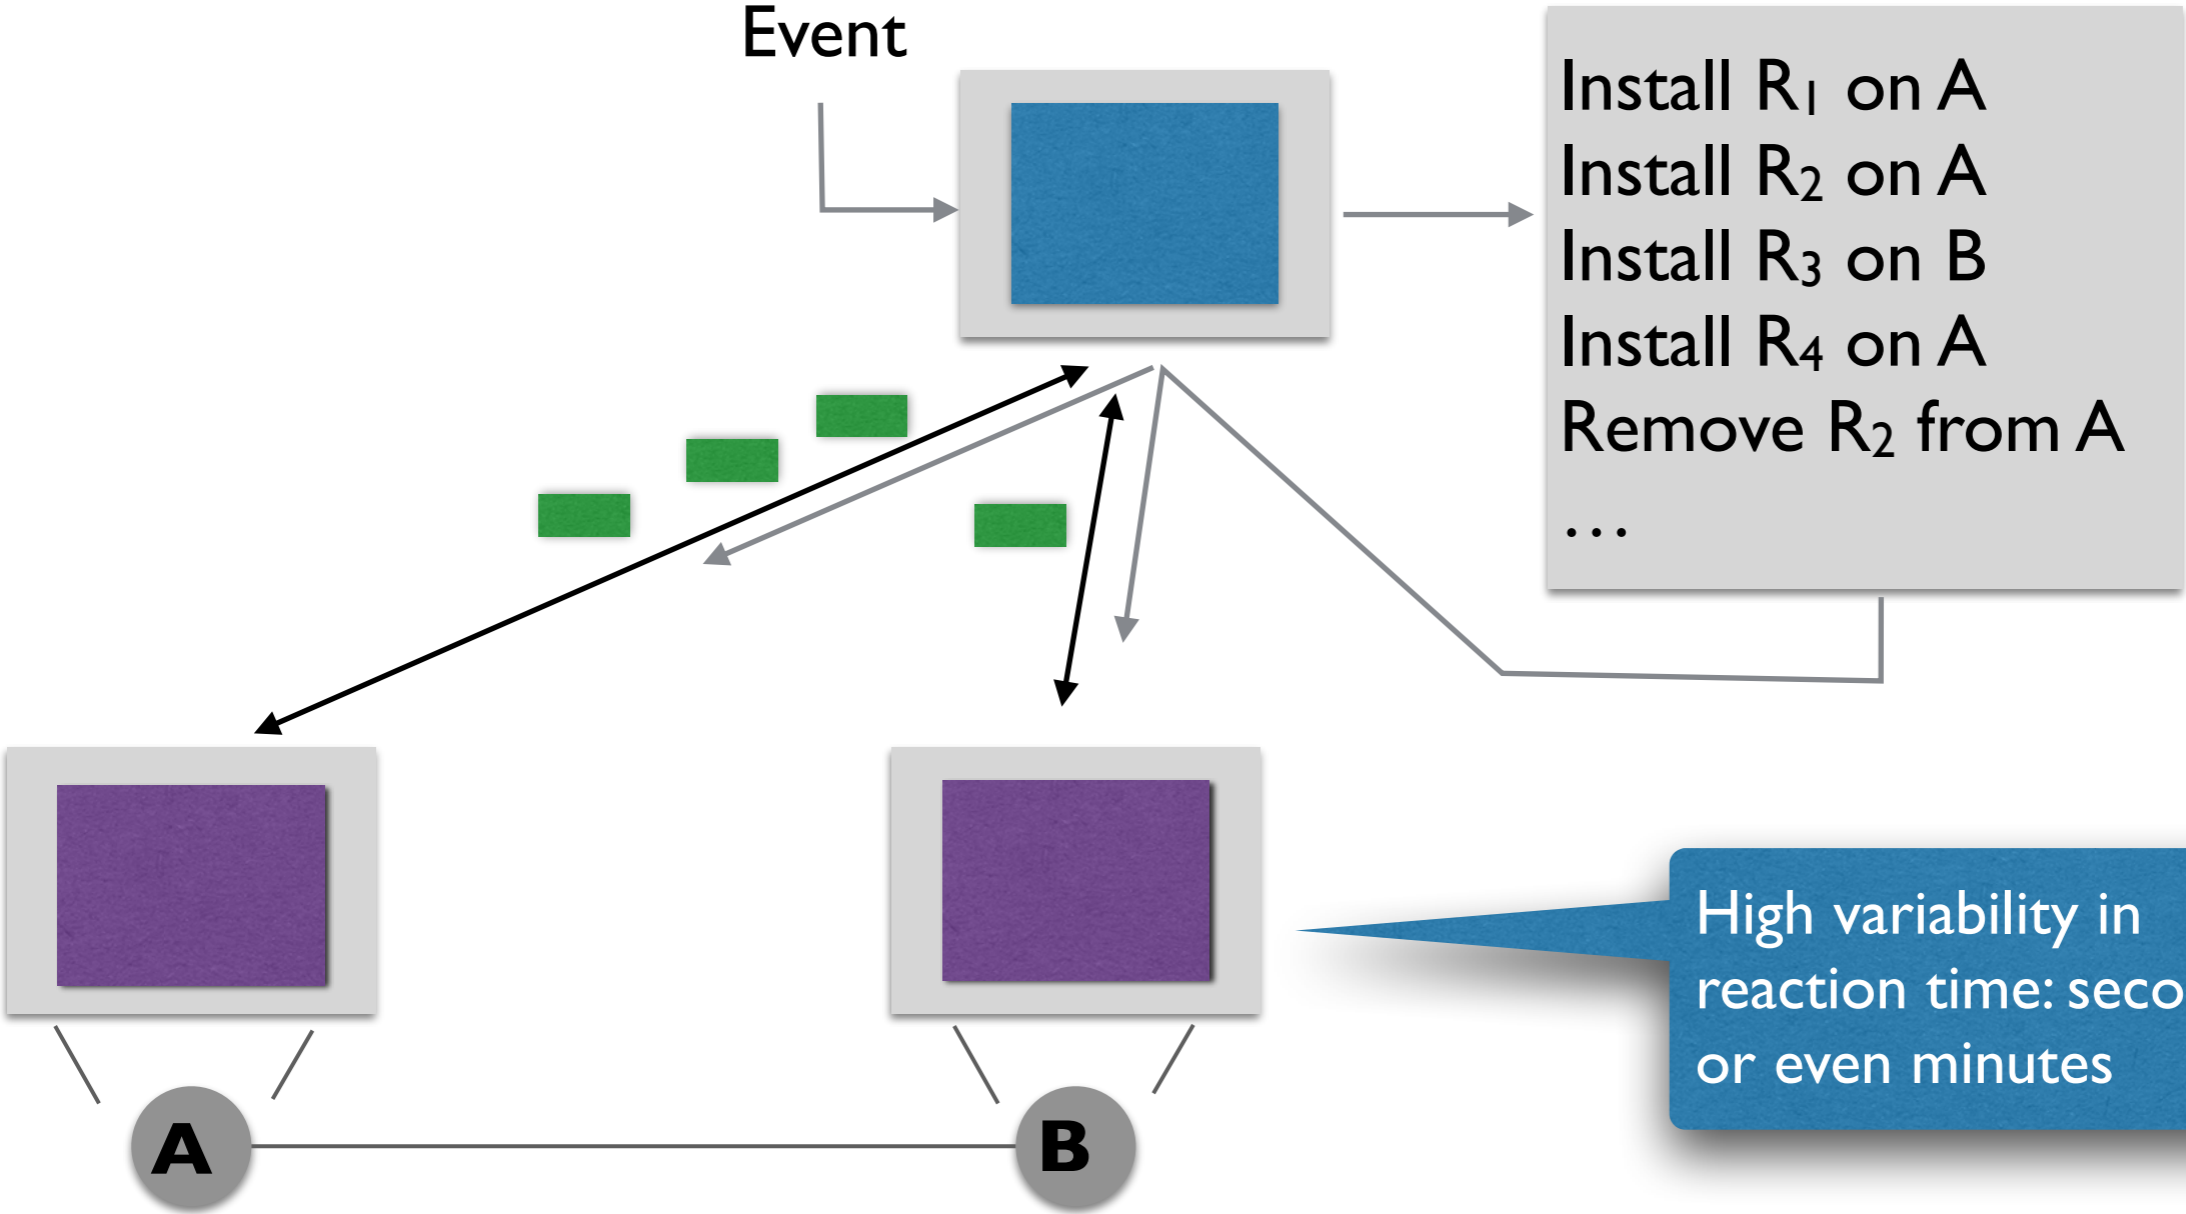 Event
Install R₁ on A
Install R₂ on A
Install R₃ on B
Install R₄ on A
Remove R₂ from A
…
High variability in
reaction time:
or even minutes
A
B